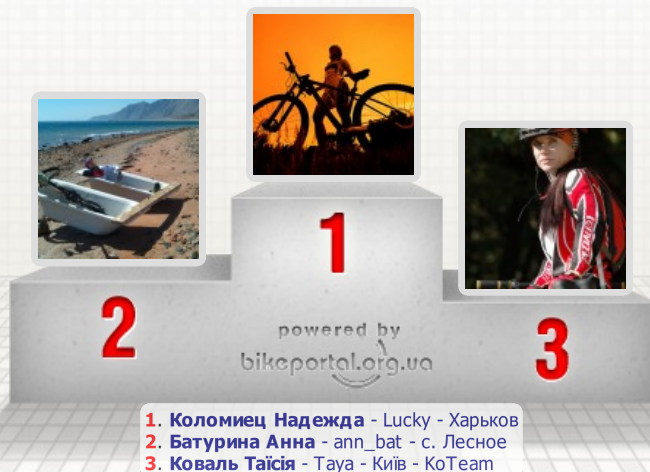 1
2
3
powered by
bikeportal.org.ua
1. Коломиец Надежда - Lucky - Харьков
2. Батурина Анна - ann_bat - с. Лесное
3. Коваль Таїсія - Taya - Київ - KoTeam